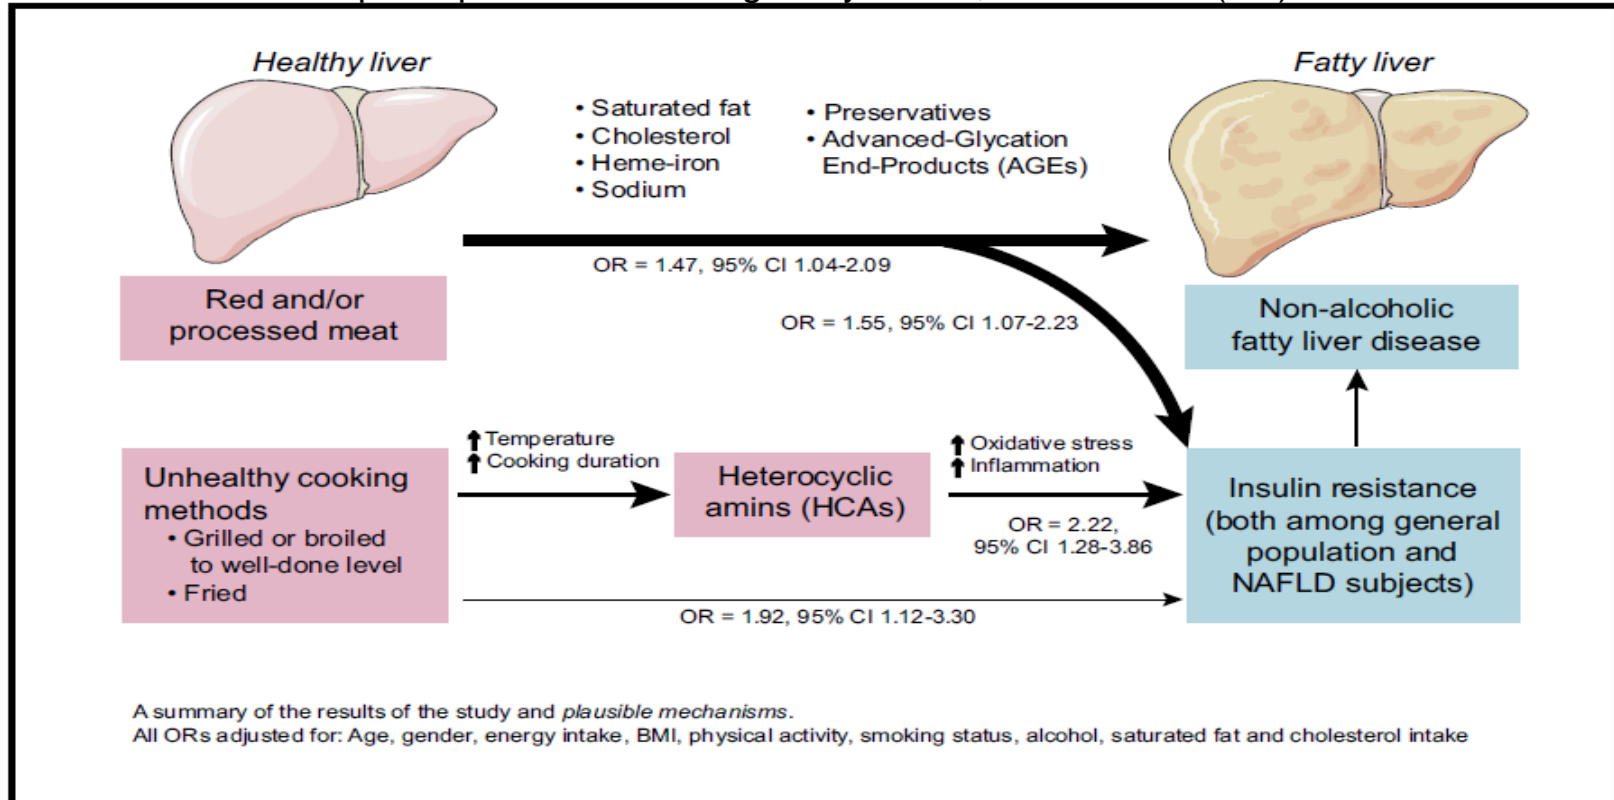 Healthy liver
Fatty liver
• Saturated fat
• Cholesterol
• Heme-iron
• Sodium
• Preservatives
• Advanced-Glycation
End-Products (AGEs)
OR = 1.47, 95% CI 1.04-2.09
Red and/or
processed meat
OR = 1.55, 95% CI 1.07-2.23
Non-alcoholic
fatty liver disease
Unhealthy cooking
methods
• Grilled or broiled
to well-done level
• Fried
Temperature
Cooking duration
Heterocyclic
amins (HCAs)
Oxidative stress
Inflammation
OR = 2.22,
95% CI 1.28-3.86
Insulin resistance
(both among general
population and
NAFLD subjects)
OR = 1.92, 95% CI 1.12-3.30
A summary of the results of the study and plausible mechanisms.
All ORs adjusted for: Age, gender, energy intake, BMI, physical activity, smoking status, alcohol, saturated fat and cholesterol intake